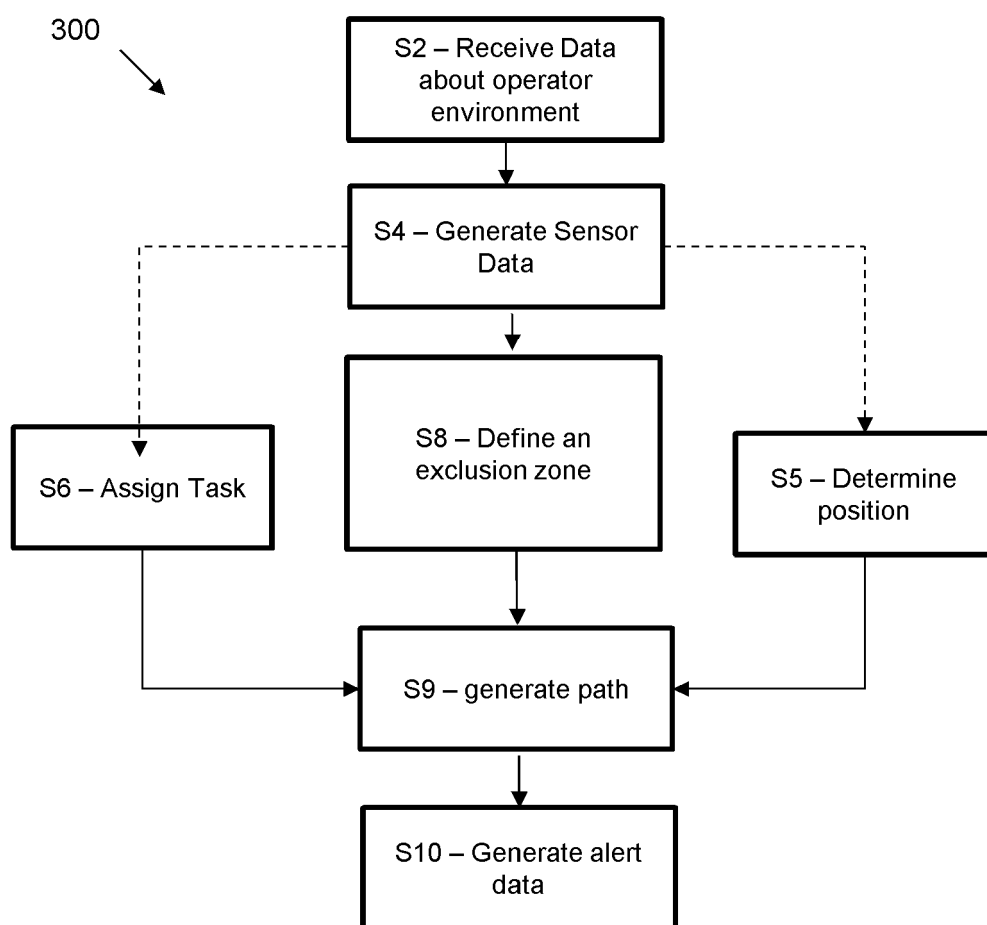 300
S2 – Receive Data
about operator
environment
S4 – Generate Sensor
Data
S8 – Define an
exclusion zone
S6 – Assign Task
S5 – Determine
position
S9 – generate path
S10 – Generate alert
data